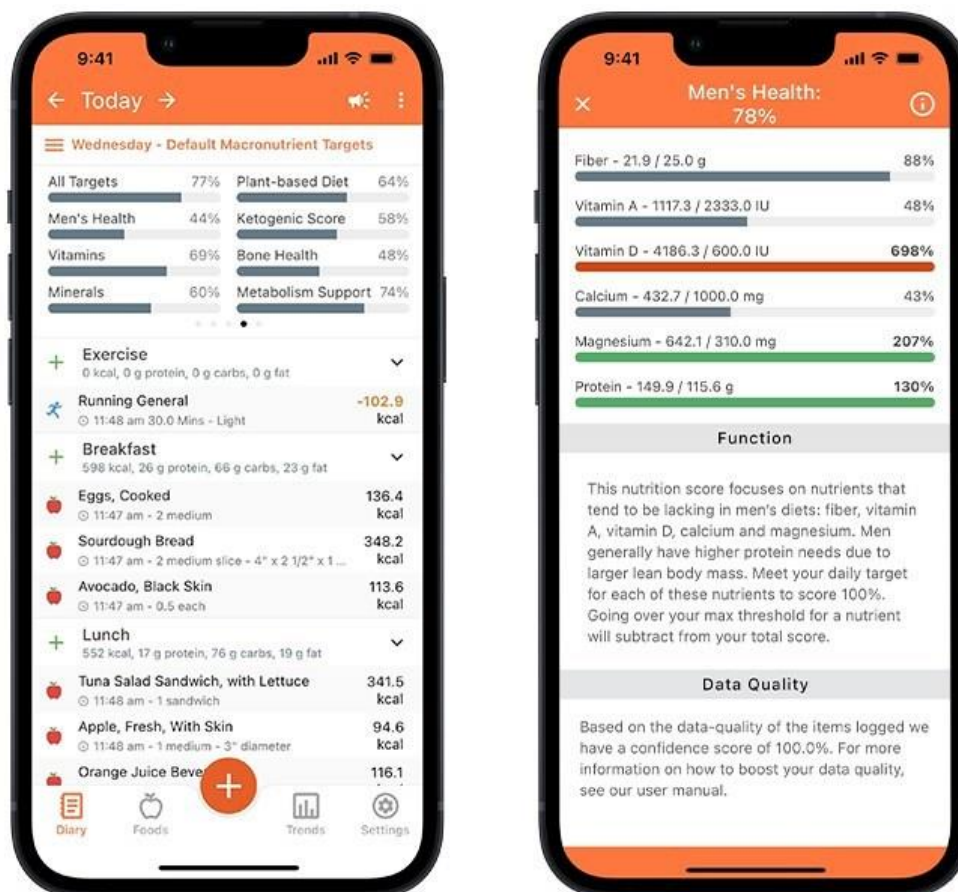 9:41
Today
Wednesday - Default Macronutrient Targets
All Targets 77% Plant-based Diet 64%
Men's Health 44% Ketogenic Score 58%
Vitamins 69% Bone Health 48%
Minerals 60% Metabolism Support 74%
Exercise
0 kcal, 0 g protein, 0 g carbs, 0 g fat
Running General -102.9
11:48 am 30.0 Mins - Light kcal
Breakfast
598 kcal, 26 g protein, 66 g carbs, 23 g fat
Eggs, Cooked 136.4
11:47 am - 2 medium kcal
Sourdough Bread 348.2
11:47 am - 2 medium slice - 4" x 2 1/2" x 1 ... kcal
Avocado, Black Skin 113.6
11:47 am - 0.5 each kcal
Lunch
552 kcal, 17 g protein, 76 g carbs, 19 g fat
Tuna Salad Sandwich, with Lettuce 341.5
11:48 am - 1 sandwich kcal
Apple, Fresh, With Skin 94.6
11:48 am - 1 medium - 3" diameter kcal
Orange Juice 116.1
Diary Foods Trends Settings
9:41
Men's Health:
78%
Fiber - 21.9 / 25.0 g 88%
Vitamin A - 1117.3 / 2333.0 IU 48%
Vitamin D - 4186.3 / 600.0 IU 698%
Calcium - 432.7 / 1000.0 mg 43%
Magnesium - 642.1 / 310.0 mg 207%
Protein - 149.9 / 115.6 g 130%
Function
This nutrition score focuses on nutrients that
tend to be lacking in men's diets: fiber, vitamin
A, vitamin D, calcium and magnesium. Men
generally have higher protein needs due to
larger lean body mass. Meet your daily target
for each of these nutrients to score 100%.
Going over your max threshold for a nutrient
will subtract from your total score.
Data Quality
Based on the data-quality of the items logged we
have a confidence score of 100.0%. For more
information on how to boost your data quality,
see our user manual.